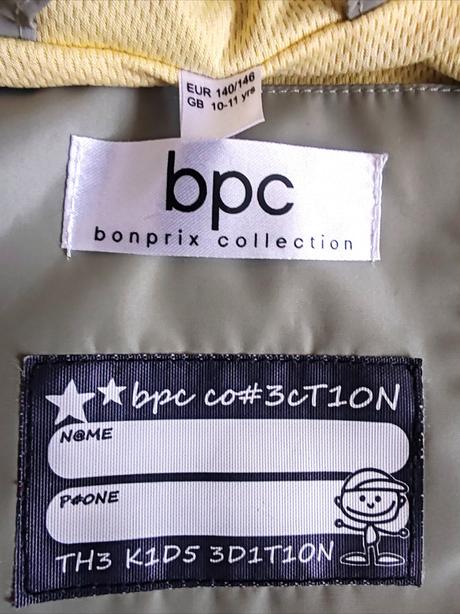 EUR 140/146
GB 10-11 yrs
bpc
bonprix collection
bpc co#3cT1ON
N@ME
P#ONE
TH3 K1D5 3D1T1ON